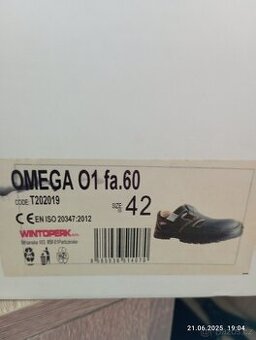 OMEGA O1 fa.60
CODE: T202019
SIZE 42
CE EN ISO 20347:2012
WINTOPERK
21.06.2025 19:04